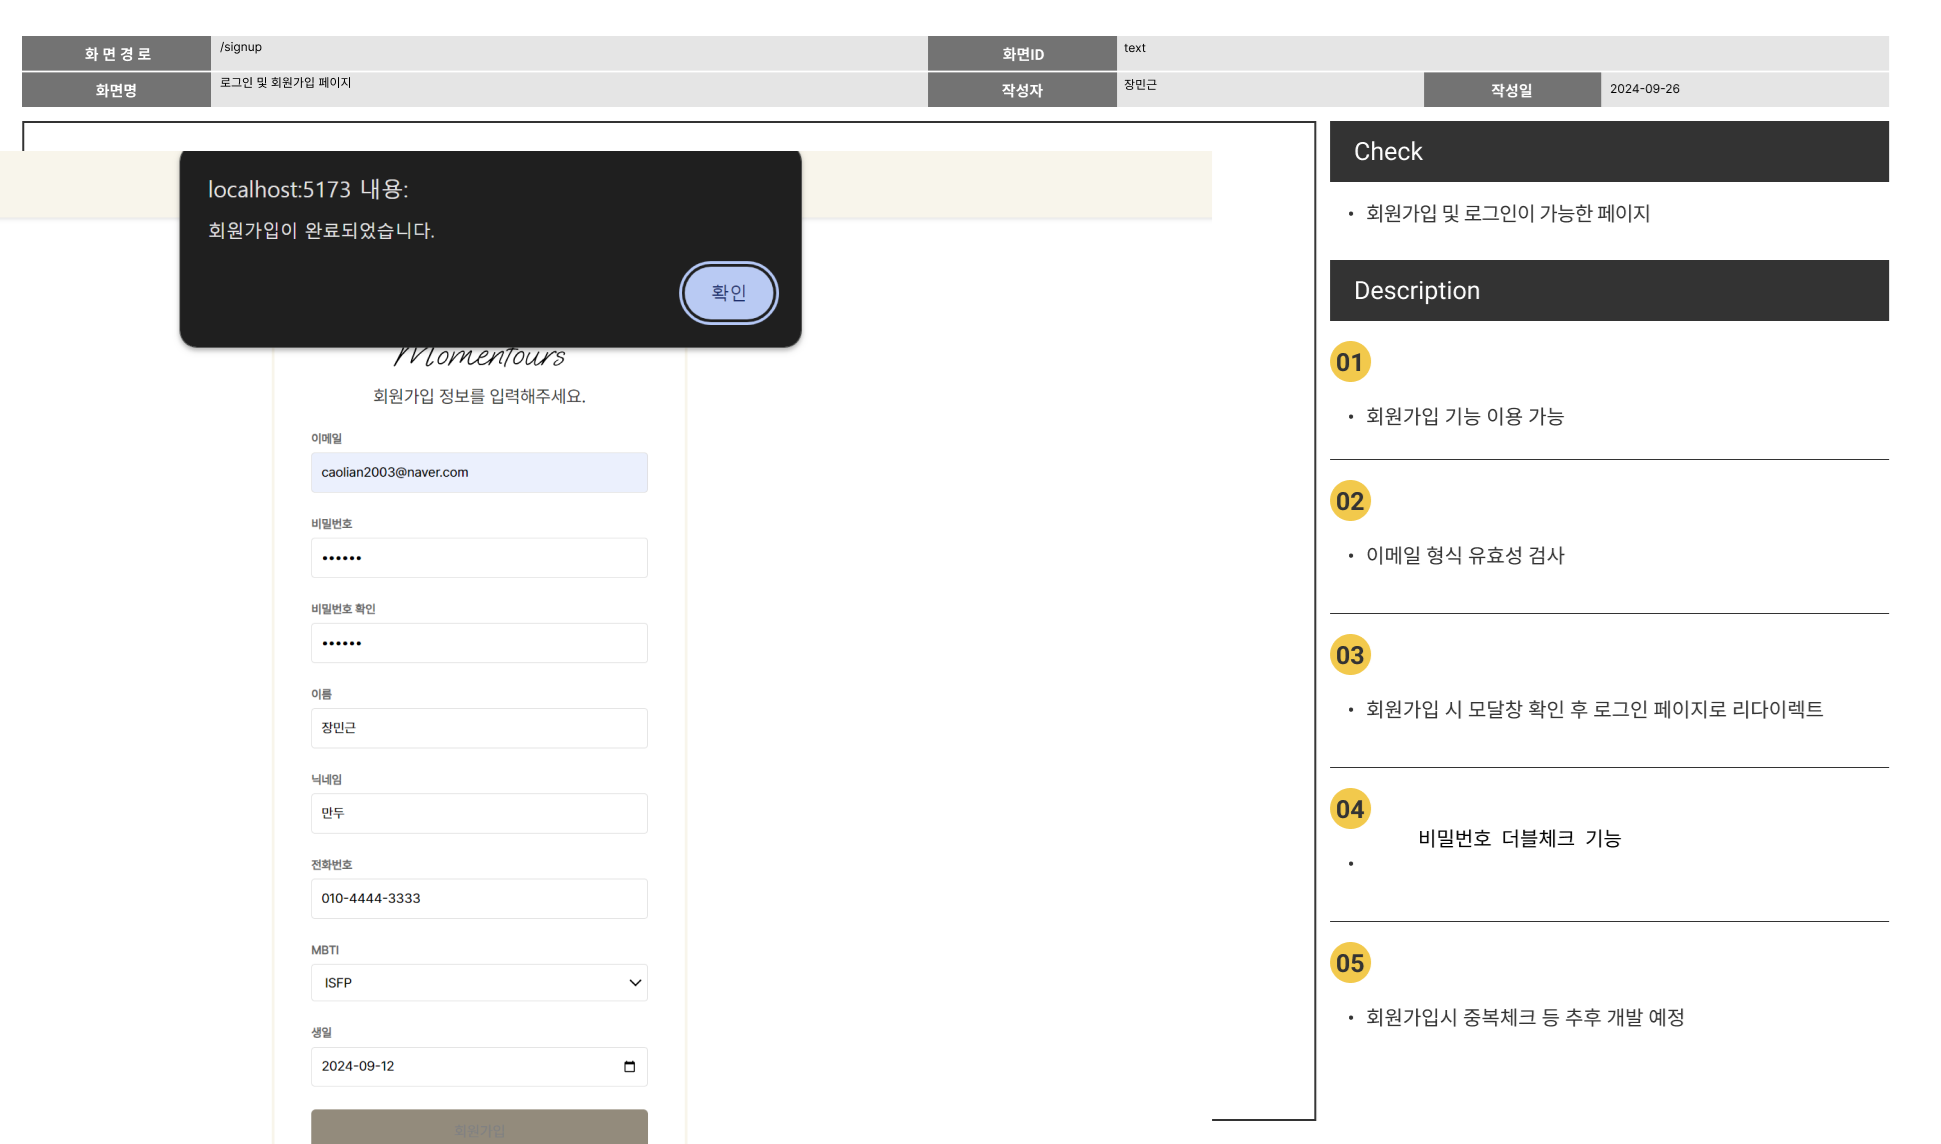 화 면 경 로
/signup
화면ID
text
화면명
로그인 및 회원가입 페이지
작성자
장민근
작성일
2024-09-26
localhost:5173 내용:
회원가입이 완료되었습니다.
확인
Momentours
회원가입 정보를 입력해주세요.
이메일
caolian2003@naver.com
비밀번호
••••••
비밀번호 확인
••••••
이름
장민근
닉네임
만두
전화번호
010-4444-3333
MBTI
ISFP
생일
2024-09-12
회원가입
Check
• 회원가입 및 로그인이 가능한 페이지
Description
01
• 회원가입 기능 이용 가능
02
• 이메일 형식 유효성 검사
03
• 회원가입 시 모달창 확인 후 로그인 페이지로 리다이렉트
04
비밀번호 더블체크 기능
•
05
• 회원가입시 중복체크 등 추후 개발 예정